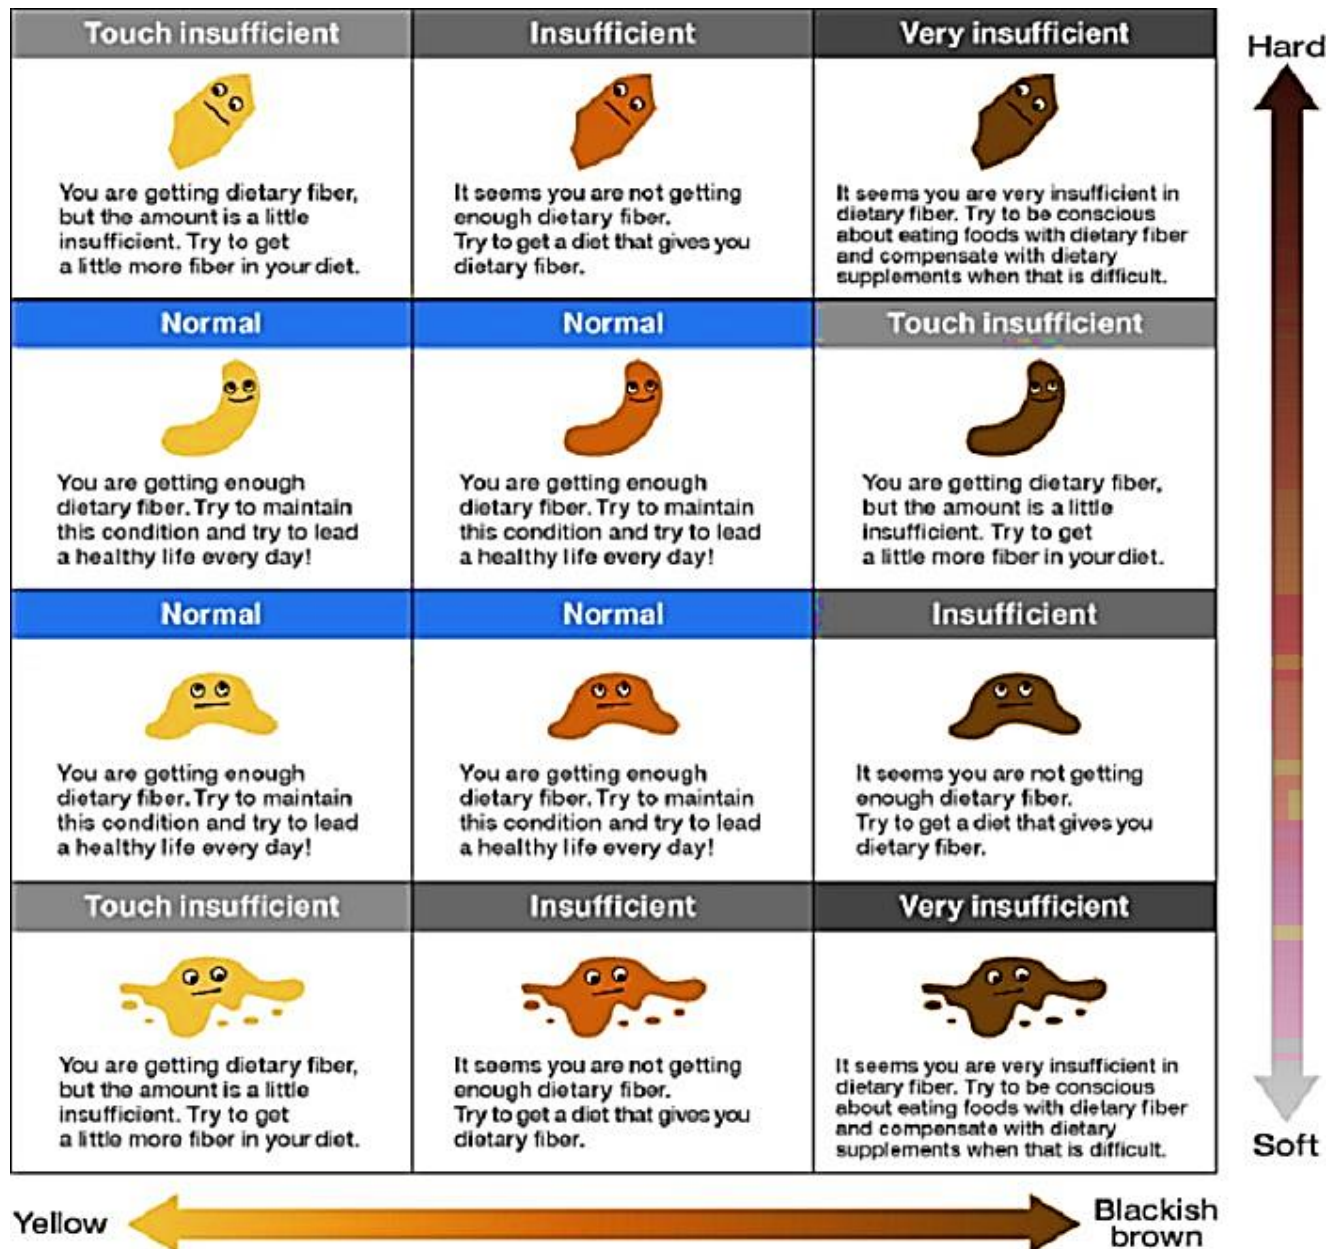 Touch insufficient
Insufficient
Very insufficient
Hard
You are getting dietary fiber,
but the amount is a little
insufficient. Try to get
a little more fiber in your diet.
It seems you are not getting
enough dietary fiber.
Try to get a diet that gives you
dietary fiber.
It seems you are very insufficient in
dietary fiber. Try to be conscious
about eating foods with dietary fiber
and compensate with dietary
supplements when that is difficult.
Normal
Normal
Touch insufficient
You are getting enough
dietary fiber. Try to maintain
this condition and try to lead
a healthy life every day!
You are getting enough
dietary fiber. Try to maintain
this condition and try to lead
a healthy life every day!
You are getting dietary fiber,
but the amount is a little
insufficient. Try to get
a little more fiber in your diet.
Normal
Normal
Insufficient
You are getting enough
dietary fiber. Try to maintain
this condition and try to lead
a healthy life every day!
You are getting enough
dietary fiber. Try to maintain
this condition and try to lead
a healthy life every day!
It seems you are not getting
enough dietary fiber.
Try to get a diet that gives you
dietary fiber.
Touch insufficient
Insufficient
Very insufficient
You are getting dietary fiber,
but the amount is a little
insufficient. Try to get
a little more fiber in your diet.
It seems you are not getting
enough dietary fiber.
Try to get a diet that gives you
dietary fiber.
It seems you are very insufficient in
dietary fiber. Try to be conscious
about eating foods with dietary fiber
and compensate with dietary
supplements when that is difficult.
Soft
Yellow
Blackish
brown